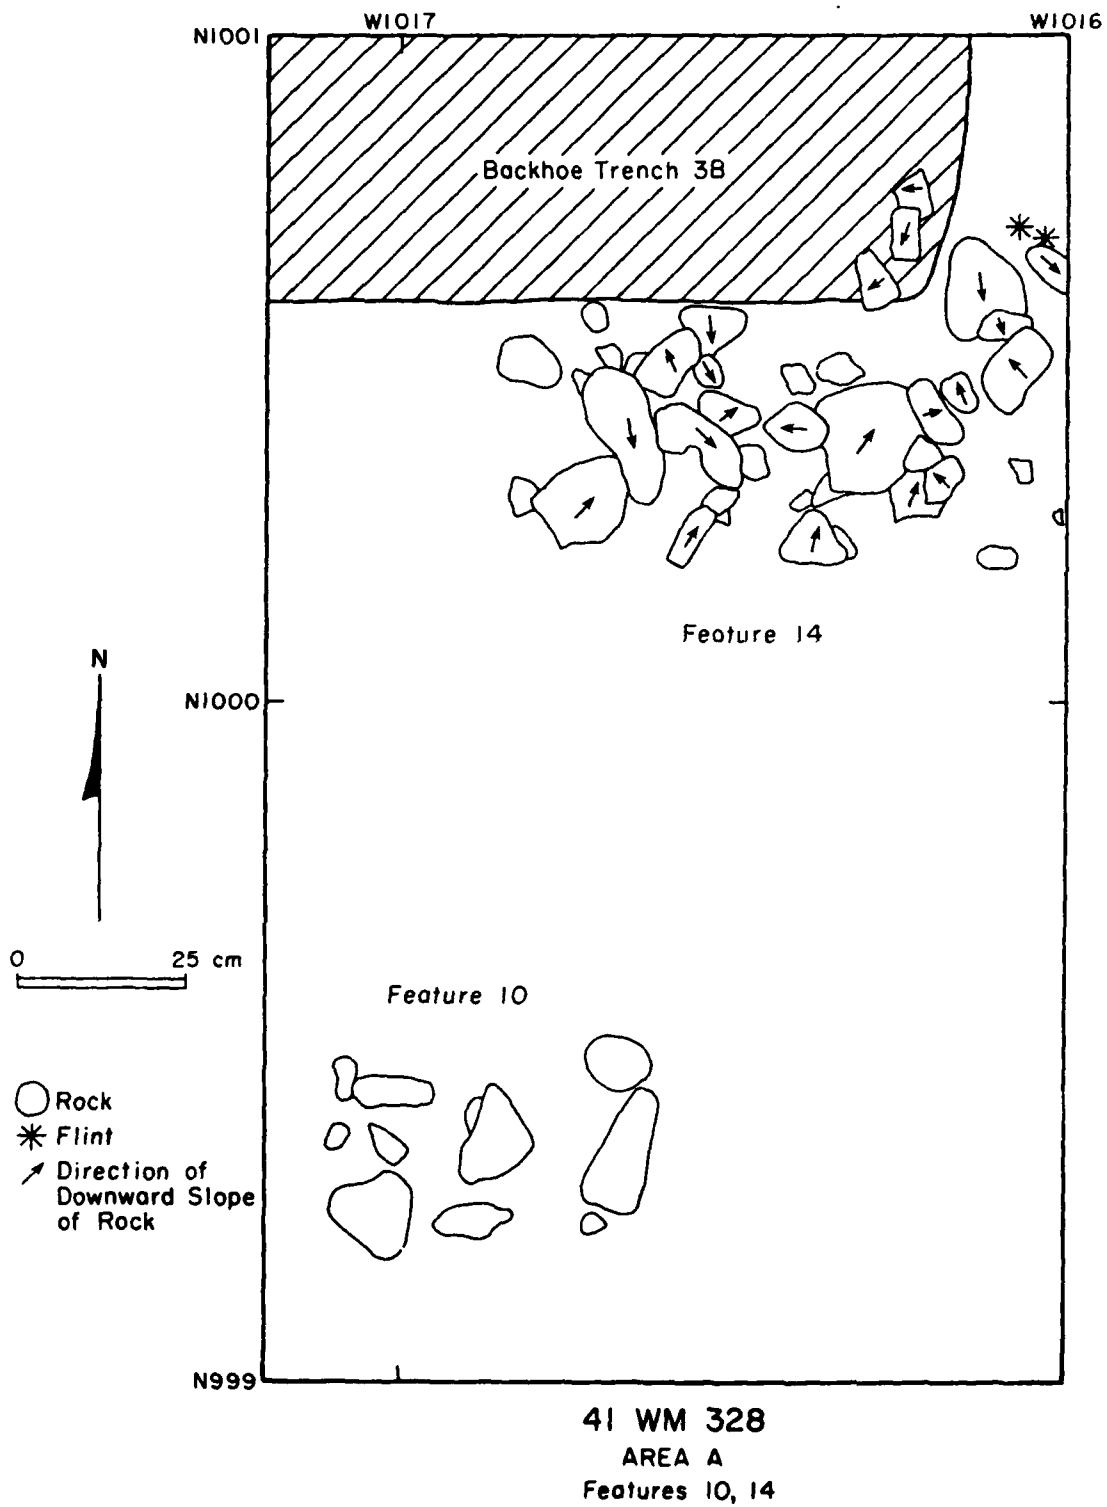 W1017
W1016
N1001
Backhoe Trench 3B
Feature 14
N
N1000
0 25 cm
Feature 10
Rock
Flint
Direction of
Downward Slope
of Rock
N999
41 WM 328
AREA A
Features 10, 14